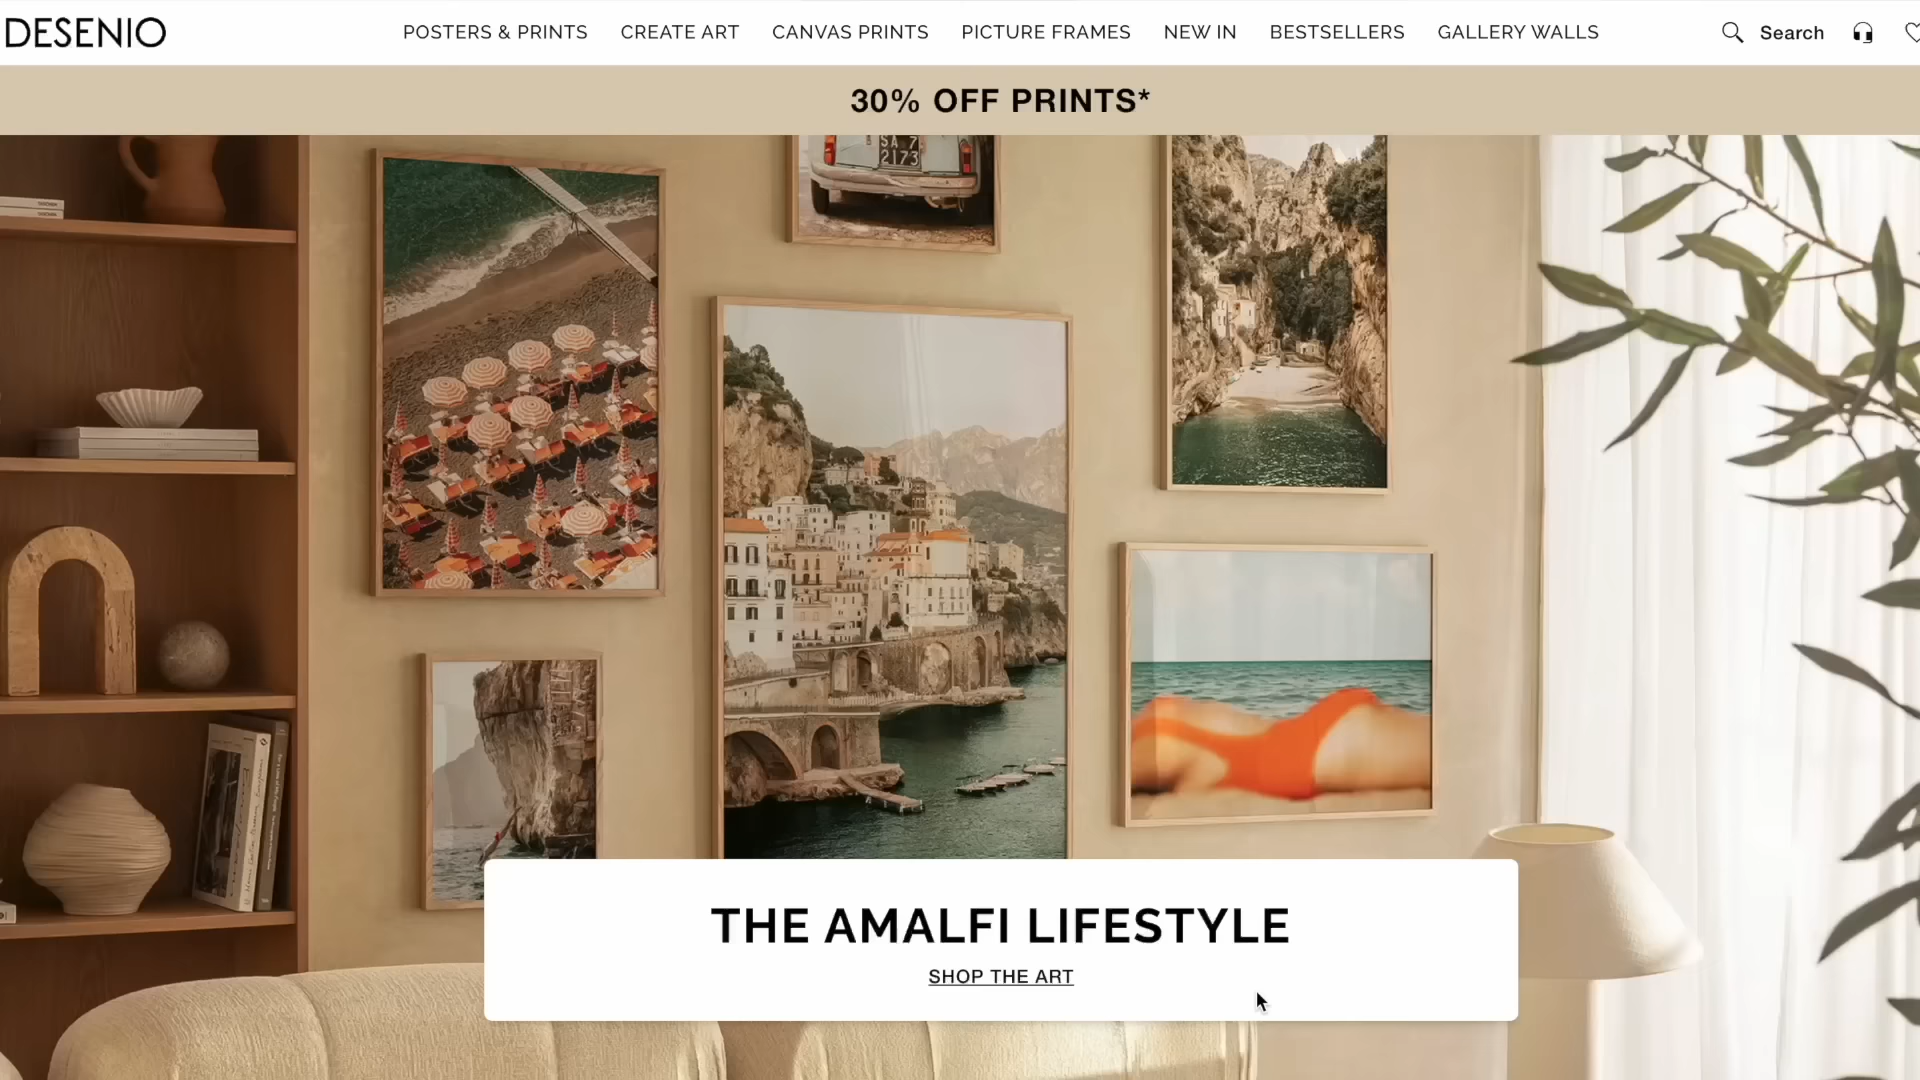 DESENIO
POSTERS & PRINTS CREATE ART CANVAS PRINTS PICTURE FRAMES NEW IN BESTSELLERS GALLERY WALLS Search
30% OFF PRINTS*
SA 7
2173
THE AMALFI LIFESTYLE
SHOP THE ART